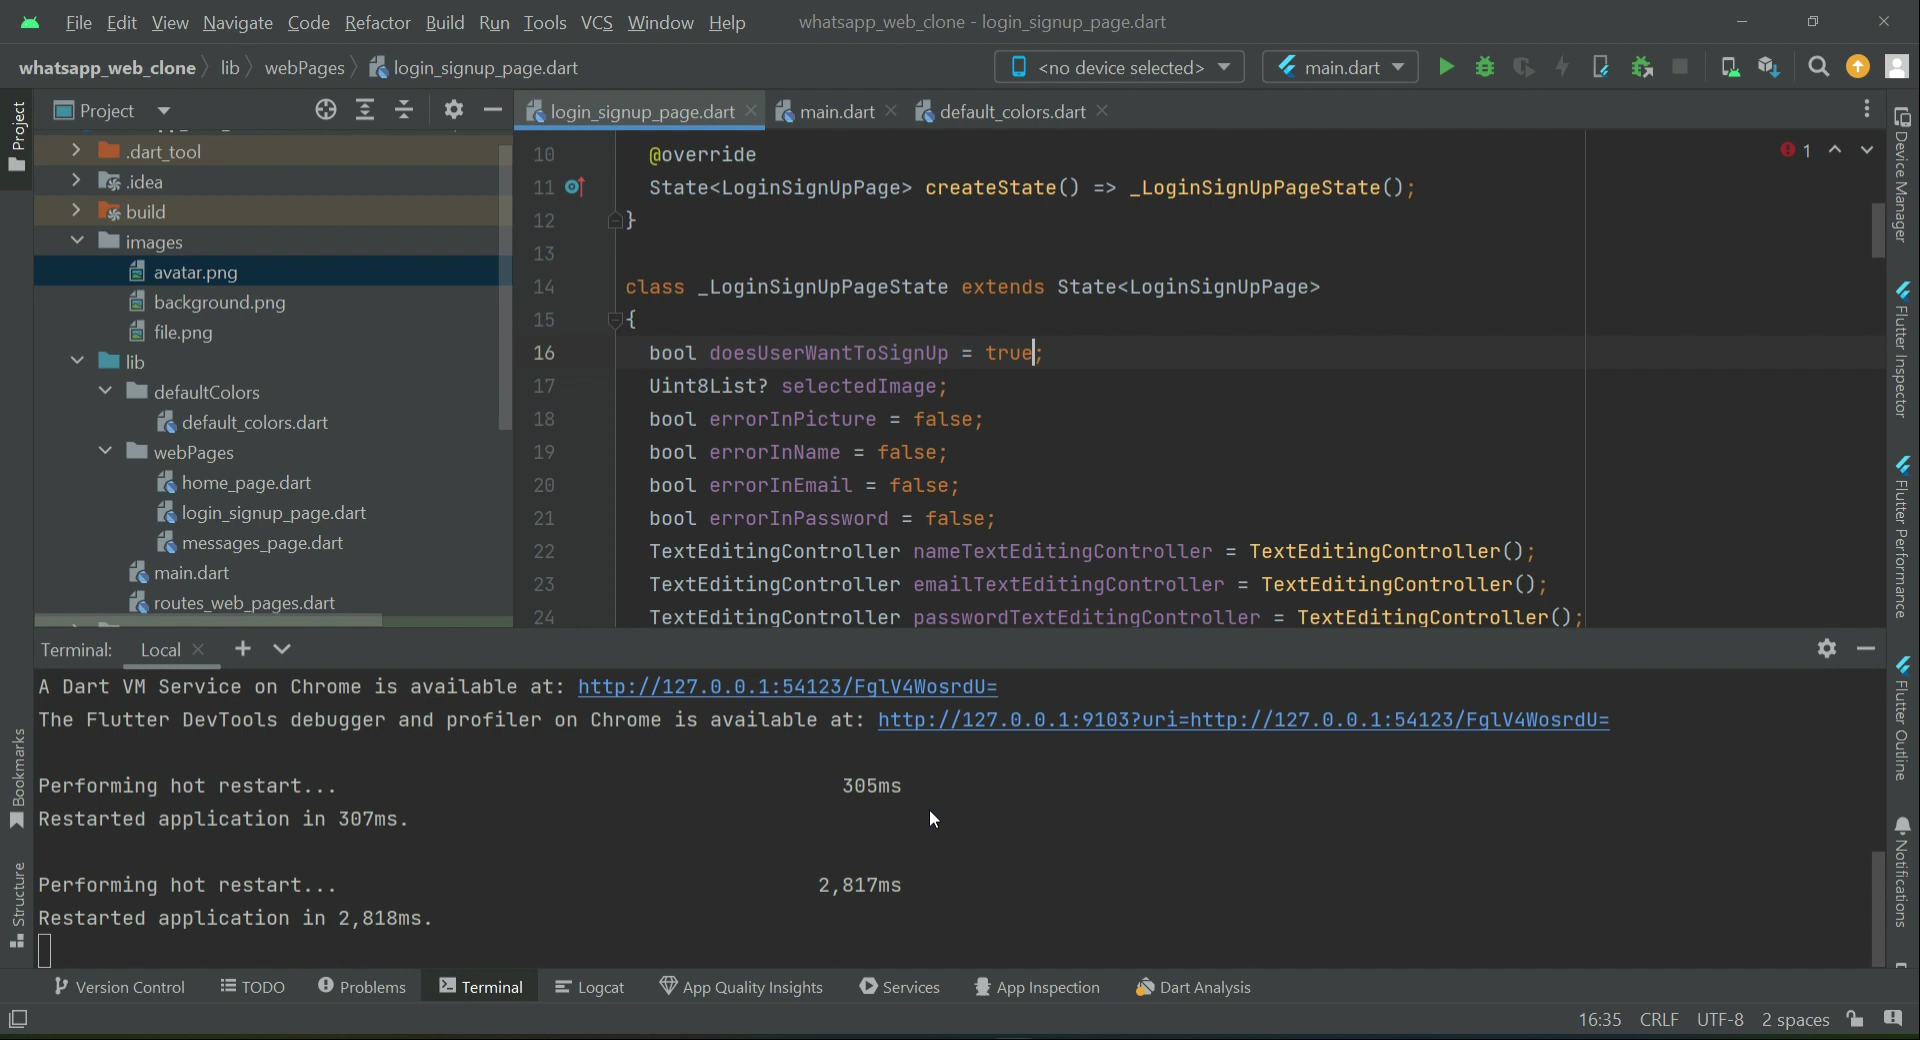 File Edit View Navigate Code Refactor Build Run Tools VCS Window Help whatsapp_web_clone - login_signup_page.dart
whatsapp_web_clone lib webPages login_signup_page.dart <no device selected> main.dart
Project login_signup_page.dart main.dart default_colors.dart
Project
.dart_tool
.idea
build
images
avatar.png
background.png
file.png
lib
defaultColors
default_colors.dart
webPages
home_page.dart
login_signup_page.dart
messages_page.dart
main.dart
routes_web_pages.dart
1
10 @override
11 State<LoginSignUpPage> createState() => _LoginSignUpPageState();
12 }
13
14 class _LoginSignUpPageState extends State<LoginSignUpPage>
15 {
16 bool doesUserWantToSignUp = true;
17 Uint8List? selectedImage;
18 bool errorInPicture = false;
19 bool errorInName = false;
20 bool errorInEmail = false;
21 bool errorInPassword = false;
22 TextEditingController nameTextEditingController = TextEditingController();
23 TextEditingController emailTextEditingController = TextEditingController();
24 TextEditingController passwordTextEditingController = TextEditingController();
Device Manager
Flutter Inspector
Flutter Performance
Flutter Outline
Notifications
Bookmarks
Structure
Terminal: Local
A Dart VM Service on Chrome is available at: http://127.0.0.1:54123/FglV4WosrdU=
The Flutter DevTools debugger and profiler on Chrome is available at: http://127.0.0.1:9103?uri=http://127.0.0.1:54123/FglV4WosrdU=
Performing hot restart... 305ms
Restarted application in 307ms.
Performing hot restart... 2,817ms
Restarted application in 2,818ms.
Version Control TODO Problems Terminal Logcat App Quality Insights Services App Inspection Dart Analysis
16:35 CRLF UTF-8 2 spaces